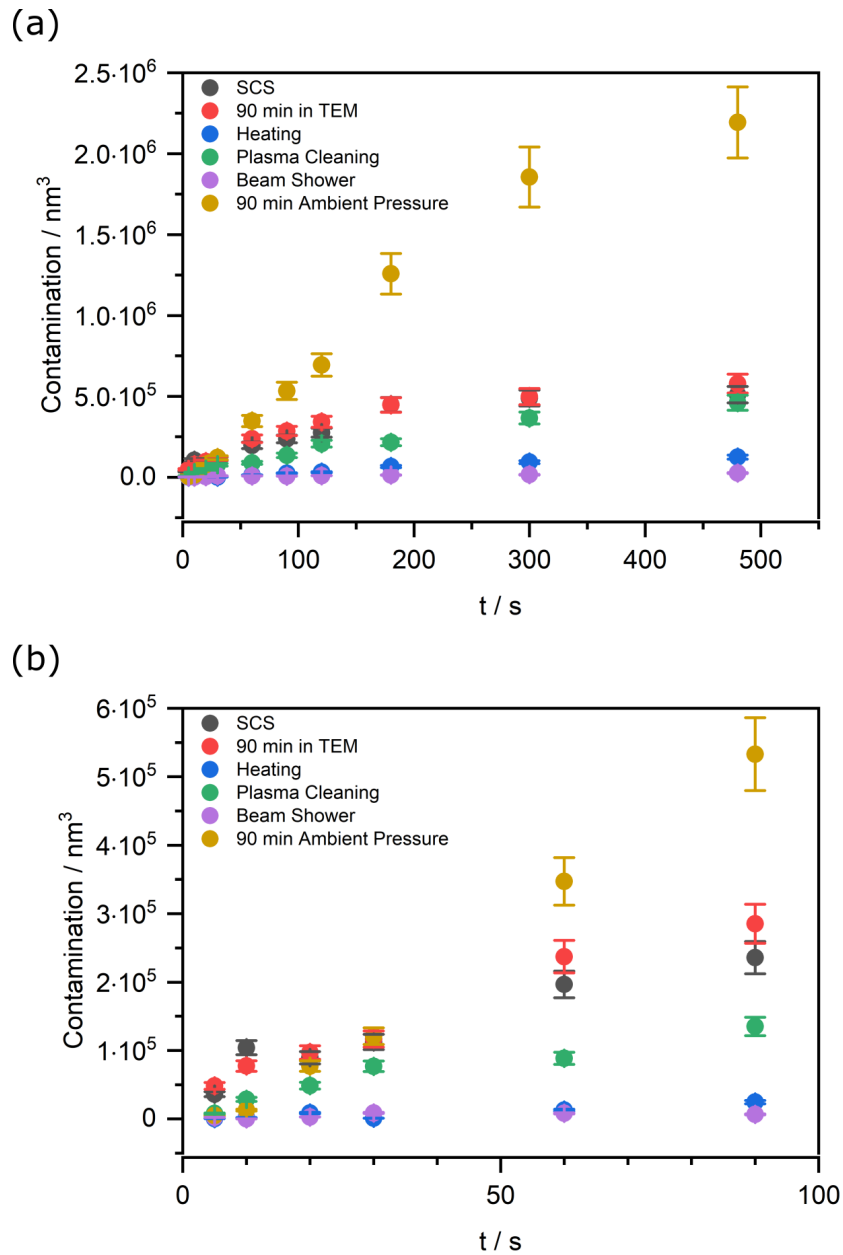 (a)
2.5·10⁶
2.0·10⁶
1.5·10⁶
1.0·10⁶
5.0·10⁵
0.0
Contamination / nm³
SCS
90 min in TEM
Heating
Plasma Cleaning
Beam Shower
90 min Ambient Pressure
0 100 200 300 400 500
t / s
(b)
6·10⁵
5·10⁵
4·10⁵
3·10⁵
2·10⁵
1·10⁵
0
Contamination / nm³
SCS
90 min in TEM
Heating
Plasma Cleaning
Beam Shower
90 min Ambient Pressure
0 50 100
t / s